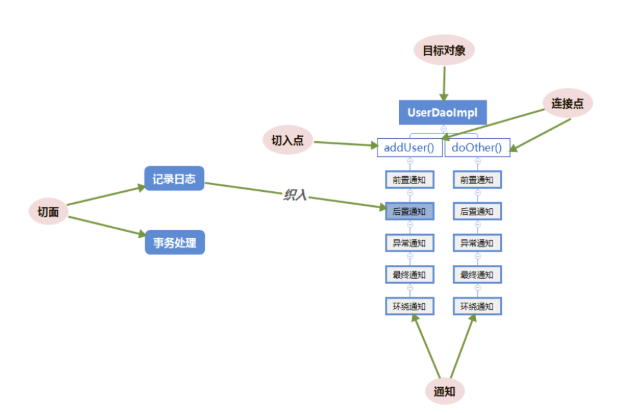 目标对象
连接点
UserDaoImpl
切入点
addUser()
doOther()
记录日志
前置通知
前置通知
织入
切面
后置通知
后置通知
事务处理
异常通知
异常通知
最终通知
最终通知
环绕通知
环绕通知
通知